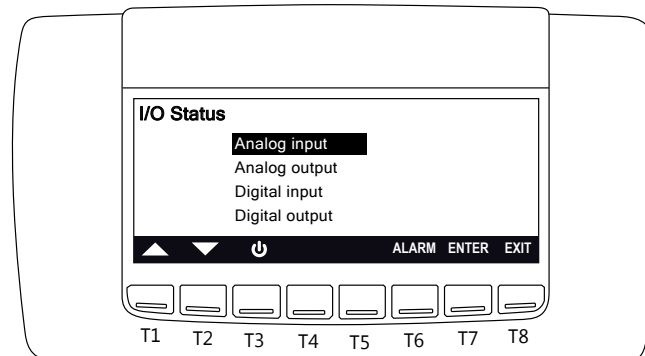 I/O Status
Analog input
Analog output
Digital input
Digital output
ALARM ENTER EXIT
T1 T2 T3 T4 T5 T6 T7 T8